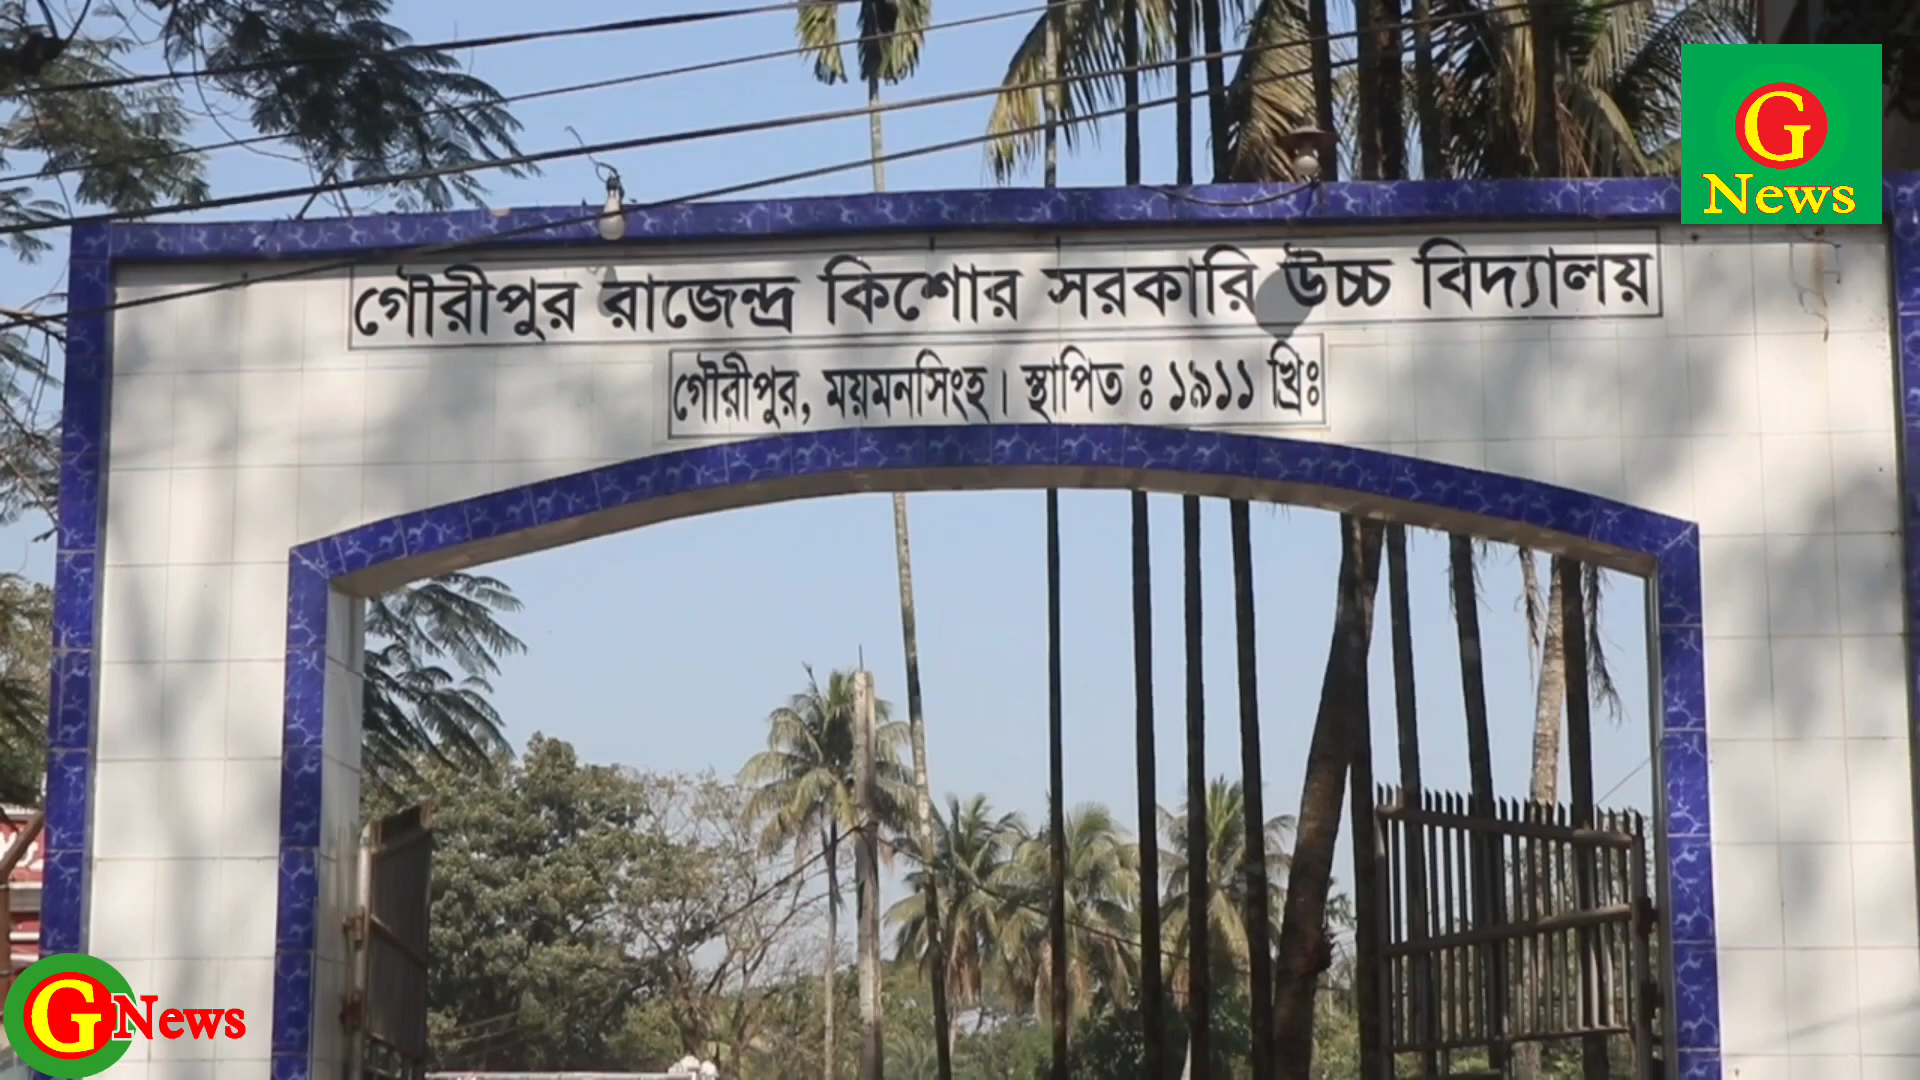 গৌরীপুর রাজেন্দ্র কিশোর সরকারি উচ্চ বিদ্যালয়
গৌরীপুর, ময়মনসিংহ। স্থাপিত ঃ ১৯১১ খ্রিঃ
G
News
G News